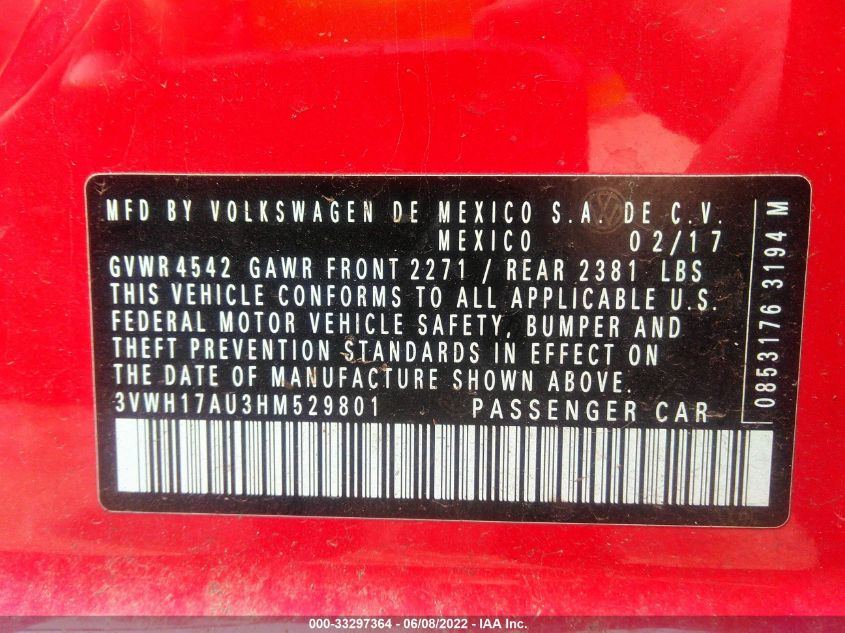 MFD BY VOLKSWAGEN DE MEXICO S.A. DE C.V.
MEXICO 02/17
GVWR4542 GAWR FRONT 2271 / REAR 2381 LBS
THIS VEHICLE CONFORMS TO ALL APPLICABLE U.S.
FEDERAL MOTOR VEHICLE SAFETY, BUMPER AND
THEFT PREVENTION STANDARDS IN EFFECT ON
THE DATE OF MANUFACTURE SHOWN ABOVE.
3VWH17AU3HM529801 PASSENGER CAR
0853176 3194 M
000-33297364 - 06/08/2022 - IAA Inc.